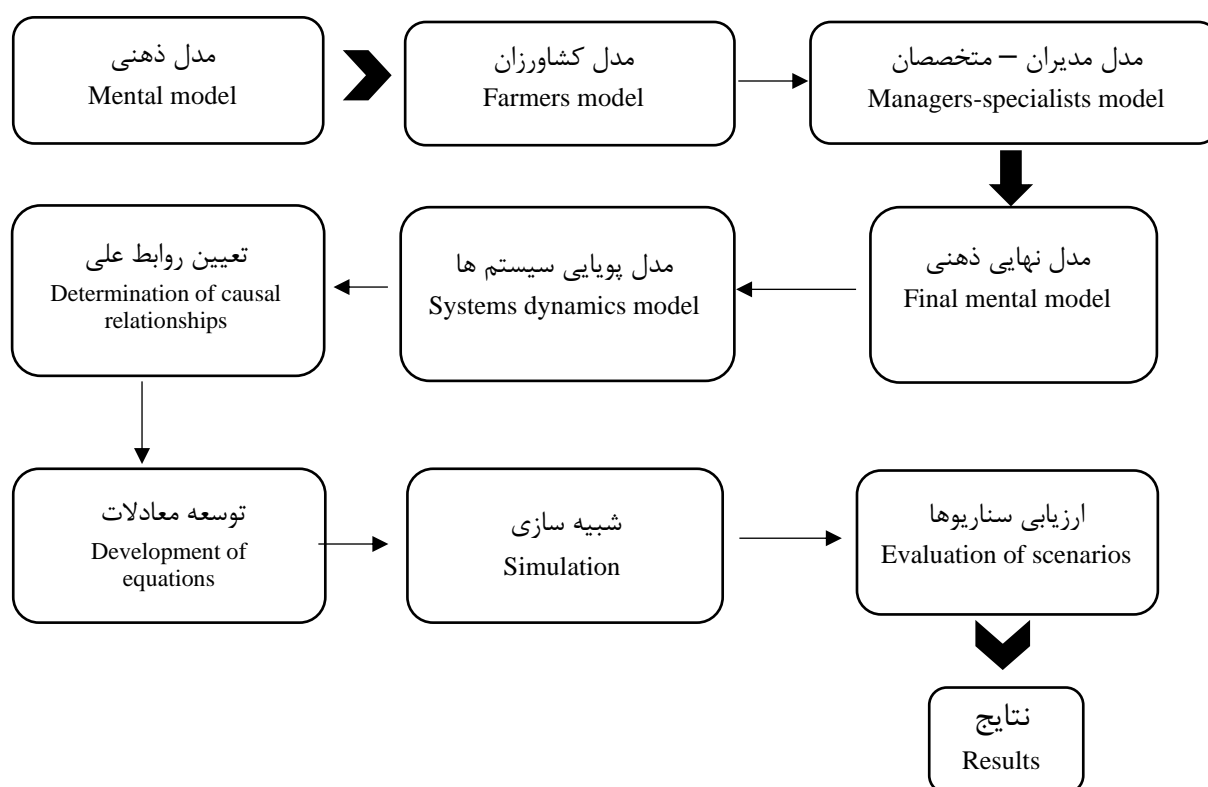 مدل ذهنی
Mental model
مدل کشاورزان
Farmers model
مدل مدیران – متخصصان
Managers-specialists model
مدل نهایی ذهنی
Final mental model
مدل پویایی سیستم ها
Systems dynamics model
تعیین روابط علی
Determination of causal
relationships
توسعه معادلات
Development of
equations
شبیه سازی
Simulation
ارزیابی سناریوها
Evaluation of scenarios
نتایج
Results